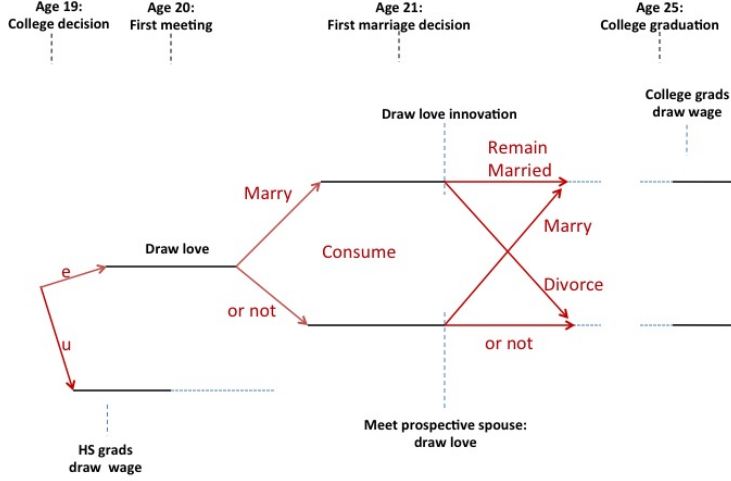 Age 19:
College decision
Age 20:
First meeting
Age 21:
First marriage decision
Age 25:
College graduation
College grads
draw wage
Draw love innovation
Remain
Married
Marry
Marry
Draw love
Consume
e
Divorce
or not
u
or not
Meet prospective spouse:
draw love
HS grads
draw wage